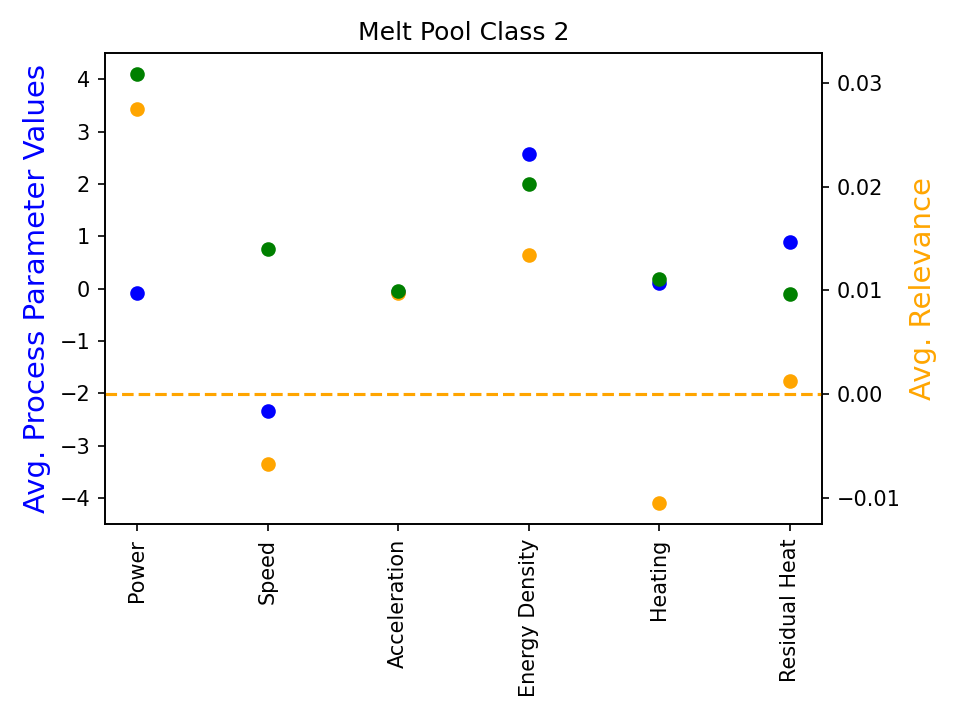 Melt Pool Class 2
Avg. Process Parameter Values
4
3
2
1
0
−1
−2
−3
−4
0.03
0.02
0.01
0.00
−0.01
Avg. Relevance
Power
Speed
Acceleration
Energy Density
Heating
Residual Heat